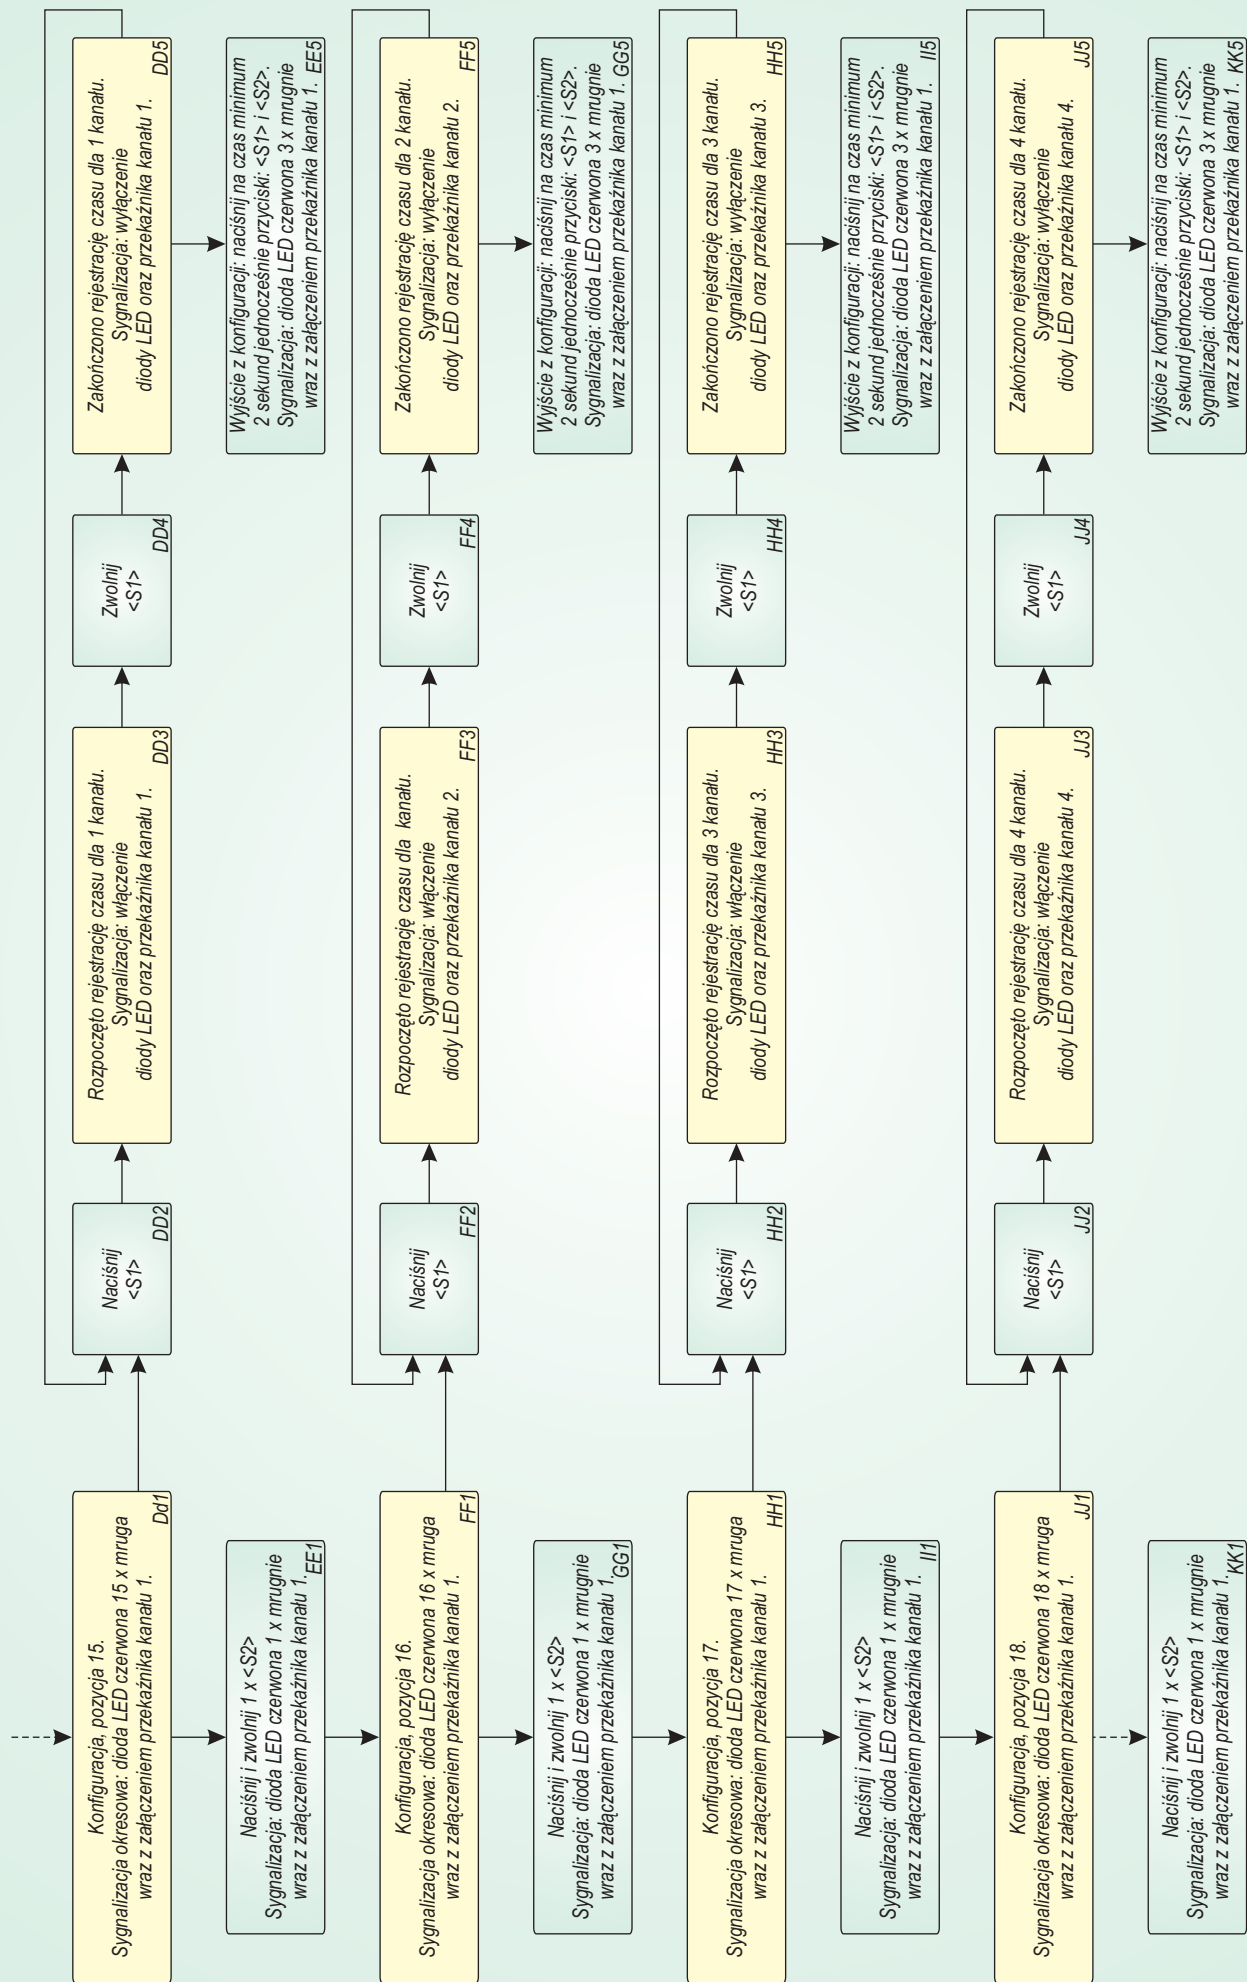 Konfiguracja, pozycja 15.
Sygnalizacja okresowa: dioda LED czerwona 15 x mruga
wraz z załączeniem przekaźnika kanału 1.
Dd1
Naciśnij
<S1>
DD2
Rozpoczęto rejestrację czasu dla 1 kanału.
Sygnalizacja: włączenie
diody LED oraz przekaźnika kanału 1.
DD3
Zwolnij
<S1>
DD4
Zakończono rejestrację czasu dla 1 kanału.
Sygnalizacja: wyłączenie
diody LED oraz przekaźnika kanału 1.
DD5
Naciśnij i zwolnij 1 x <S2>
Sygnalizacja: dioda LED czerwona 1 x mrugnie
wraz z załączeniem przekaźnika kanału 1.
EE1
Wyjście z konfiguracji: naciśnij na czas minimum
2 sekund jednocześnie przyciski: <S1> i <S2>.
Sygnalizacja: dioda LED czerwona 3 x mrugnie
wraz z załączeniem przekaźnika kanału 1.
EE5
Konfiguracja, pozycja 16.
Sygnalizacja okresowa: dioda LED czerwona 16 x mruga
wraz z załączeniem przekaźnika kanału 1.
FF1
Naciśnij
<S1>
FF2
Rozpoczęto rejestrację czasu dla  kanału.
Sygnalizacja: włączenie
diody LED oraz przekaźnika kanału 2.
FF3
Zwolnij
<S1>
FF4
Zakończono rejestrację czasu dla 2 kanału.
Sygnalizacja: wyłączenie
diody LED oraz przekaźnika kanału 2.
FF5
Naciśnij i zwolnij 1 x <S2>
Sygnalizacja: dioda LED czerwona 1 x mrugnie
wraz z załączeniem przekaźnika kanału 1.
GG1
Wyjście z konfiguracji: naciśnij na czas minimum
2 sekund jednocześnie przyciski: <S1> i <S2>.
Sygnalizacja: dioda LED czerwona 3 x mrugnie
wraz z załączeniem przekaźnika kanału 1.
GG5
Konfiguracja, pozycja 17.
Sygnalizacja okresowa: dioda LED czerwona 17 x mruga
wraz z załączeniem przekaźnika kanału 1.
HH1
Naciśnij
<S1>
HH2
Rozpoczęto rejestrację czasu dla 3 kanału.
Sygnalizacja: włączenie
diody LED oraz przekaźnika kanału 3.
HH3
Zwolnij
<S1>
HH4
Zakończono rejestrację czasu dla 3 kanału.
Sygnalizacja: wyłączenie
diody LED oraz przekaźnika kanału 3.
HH5
Naciśnij i zwolnij 1 x <S2>
Sygnalizacja: dioda LED czerwona 1 x mrugnie
wraz z załączeniem przekaźnika kanału 1.
II1
Wyjście z konfiguracji: naciśnij na czas minimum
2 sekund jednocześnie przyciski: <S1> i <S2>.
Sygnalizacja: dioda LED czerwona 3 x mrugnie
wraz z załączeniem przekaźnika kanału 1.
II5
Konfiguracja, pozycja 18.
Sygnalizacja okresowa: dioda LED czerwona 18 x mruga
wraz z załączeniem przekaźnika kanału 1.
JJ1
Naciśnij
<S1>
JJ2
Rozpoczęto rejestrację czasu dla 4 kanału.
Sygnalizacja: włączenie
diody LED oraz przekaźnika kanału 4.
JJ3
Zwolnij
<S1>
JJ4
Zakończono rejestrację czasu dla 4 kanału.
Sygnalizacja: wyłączenie
diody LED oraz przekaźnika kanału 4.
JJ5
Naciśnij i zwolnij 1 x <S2>
Sygnalizacja: dioda LED czerwona 1 x mrugnie
wraz z załączeniem przekaźnika kanału 1.
KK1
Wyjście z konfiguracji: naciśnij na czas minimum
2 sekund jednocześnie przyciski: <S1> i <S2>.
Sygnalizacja: dioda LED czerwona 3 x mrugnie
wraz z załączeniem przekaźnika kanału 1.
KK5